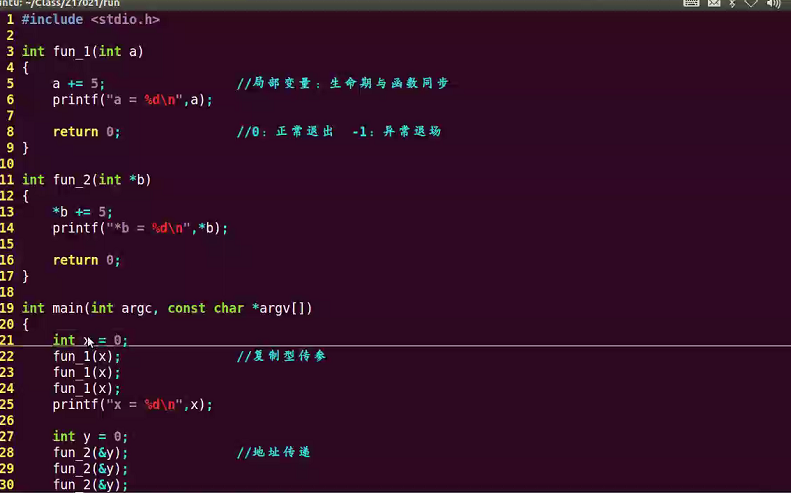 ntu: ~/Class/Z17021/fun
1 #include <stdio.h>
2
3 int fun_1(int a)
4 {
5     a += 5;                 //局部变量：生命期与函数同步
6     printf("a = %d\n",a);
7
8     return 0;               //0：正常退出  -1：异常退场
9 }
10
11 int fun_2(int *b)
12 {
13     *b += 5;
14     printf("*b = %d\n",*b);
15
16     return 0;
17 }
18
19 int main(int argc, const char *argv[])
20 {
21     int x = 0;
22     fun_1(x);               //复制型传参
23     fun_1(x);
24     fun_1(x);
25     printf("x = %d\n",x);
26
27     int y = 0;
28     fun_2(&y);              //地址传递
29     fun_2(&y);
30     fun_2(&y);